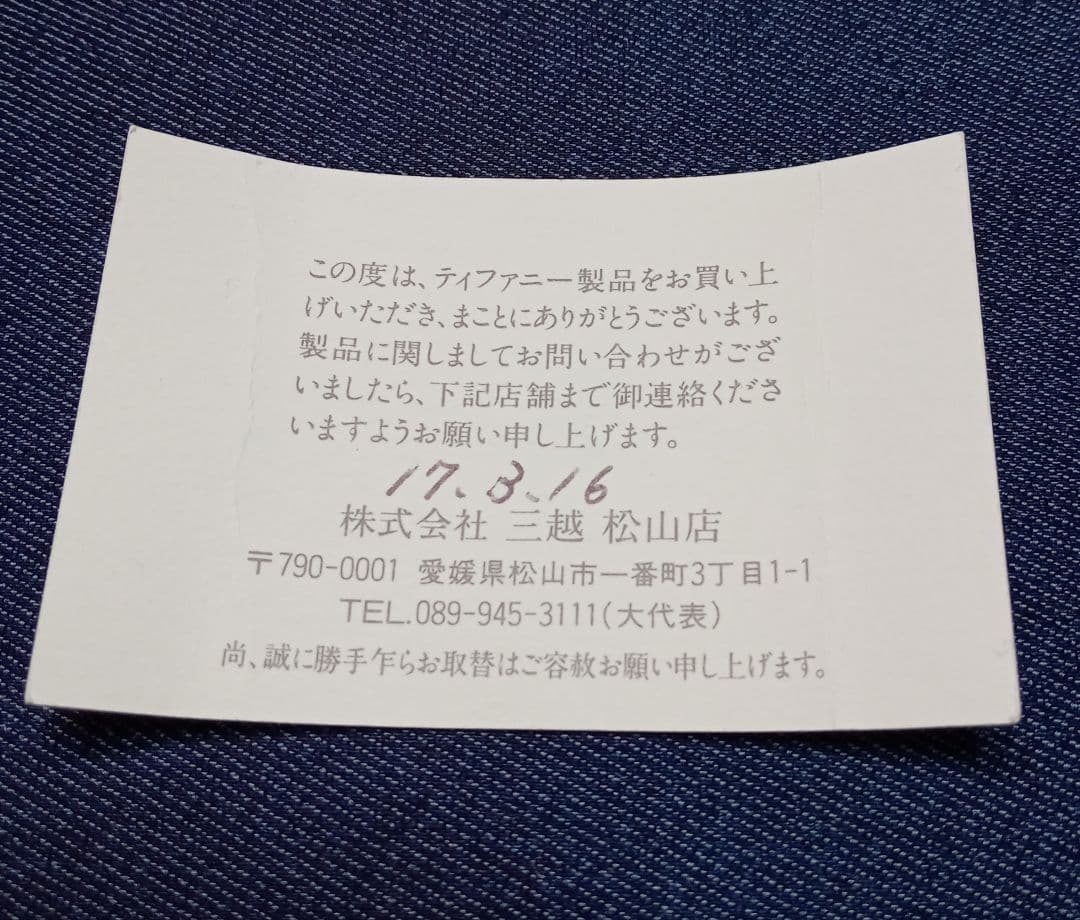 この度は、ティファニー製品をお買い上
げいただき、まことにありがとうございます。
製品に関しましてお問い合わせがござ
いましたら、下記店舗まで御連絡くださ
いますようお願い申し上げます。
17.3.16
株式会社 三越 松山店
〒790-0001 愛媛県松山市一番町3丁目1-1
TEL.089-945-3111(大代表)
尚、誠に勝手乍らお取替はご容赦お願い申し上げます。